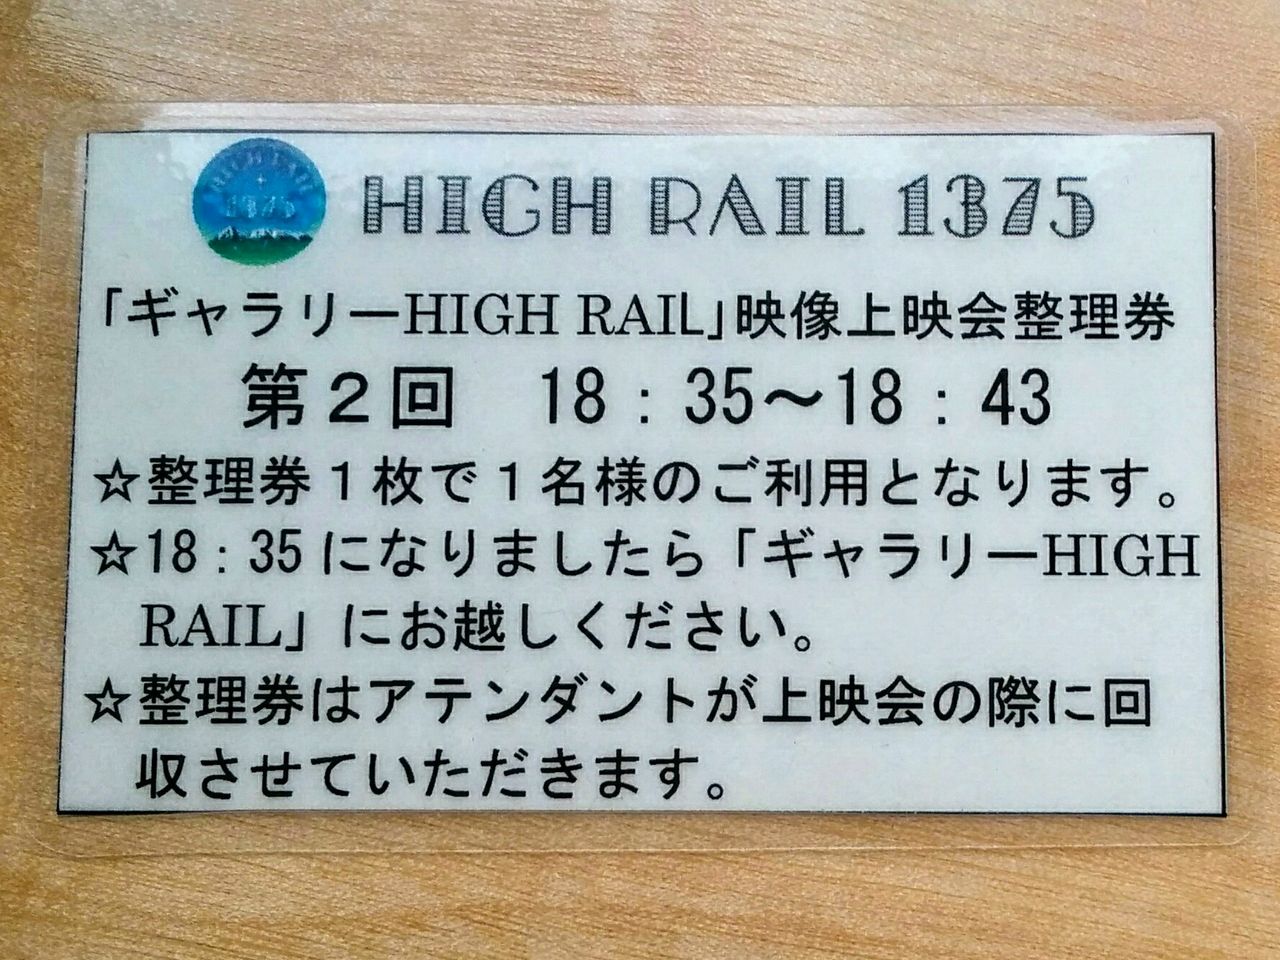 HIGH RAIL
1375
HIGH RAIL 1375
「ギャラリーHIGH RAIL」映像上映会整理券
第２回　18：35～18：43
☆整理券１枚で１名様のご利用となります。
☆18：35 になりましたら「ギャラリーHIGH
RAIL」にお越しください。
☆整理券はアテンダントが上映会の際に回
収させていただきます。